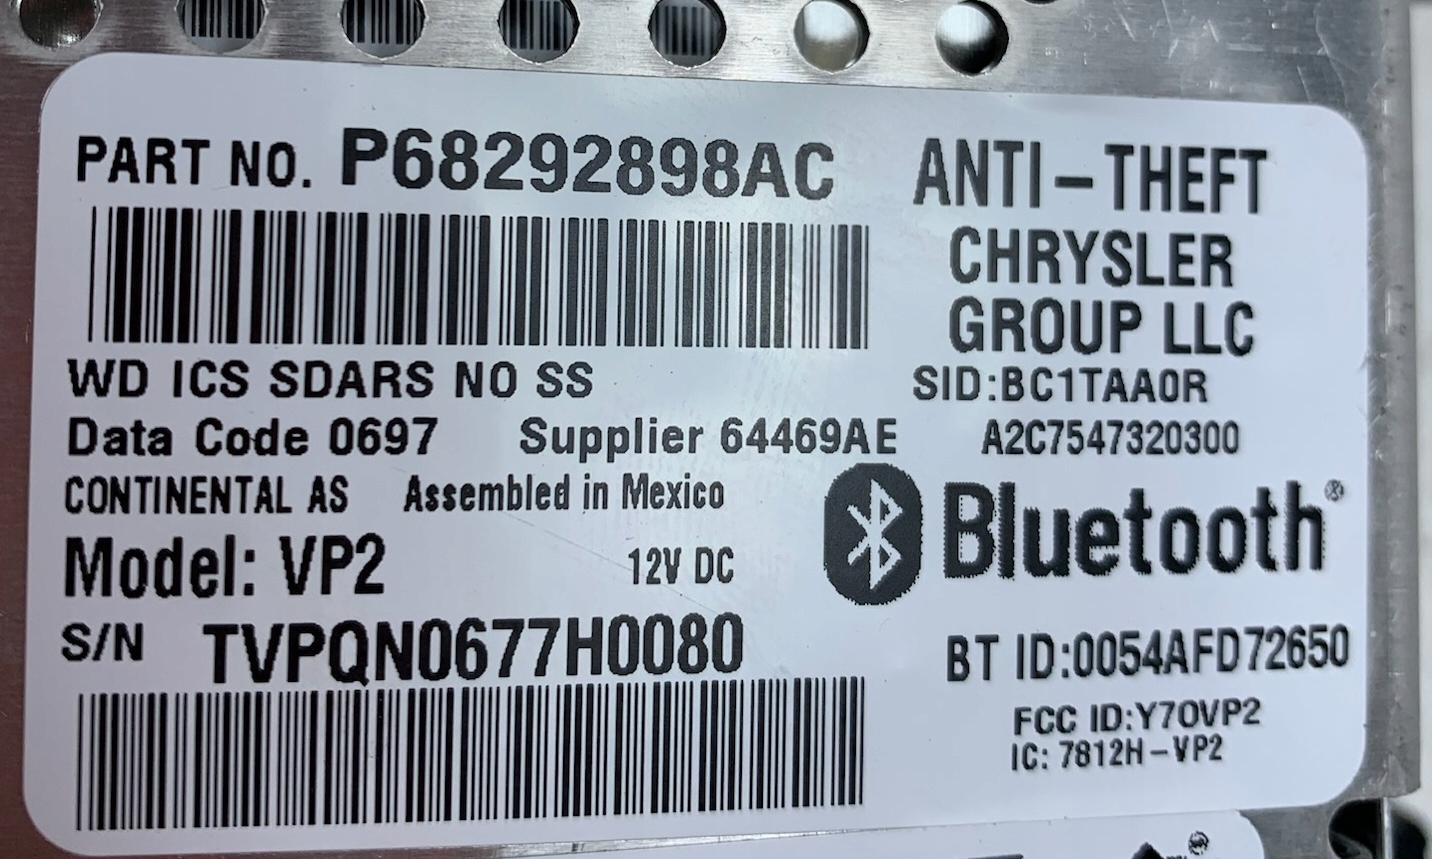 PART NO. P68292898AC
ANTI-THEFT
CHRYSLER
GROUP LLC
WD ICS SDARS NO SS
SID:BC1TAA0R
Data Code 0697 Supplier 64469AE
A2C7547320300
CONTINENTAL AS Assembled in Mexico
Bluetooth®
Model: VP2 12V DC
S/N TVPQN0677H0080
BT ID:0054AFD72650
FCC ID:Y7OVP2
IC: 7812H-VP2